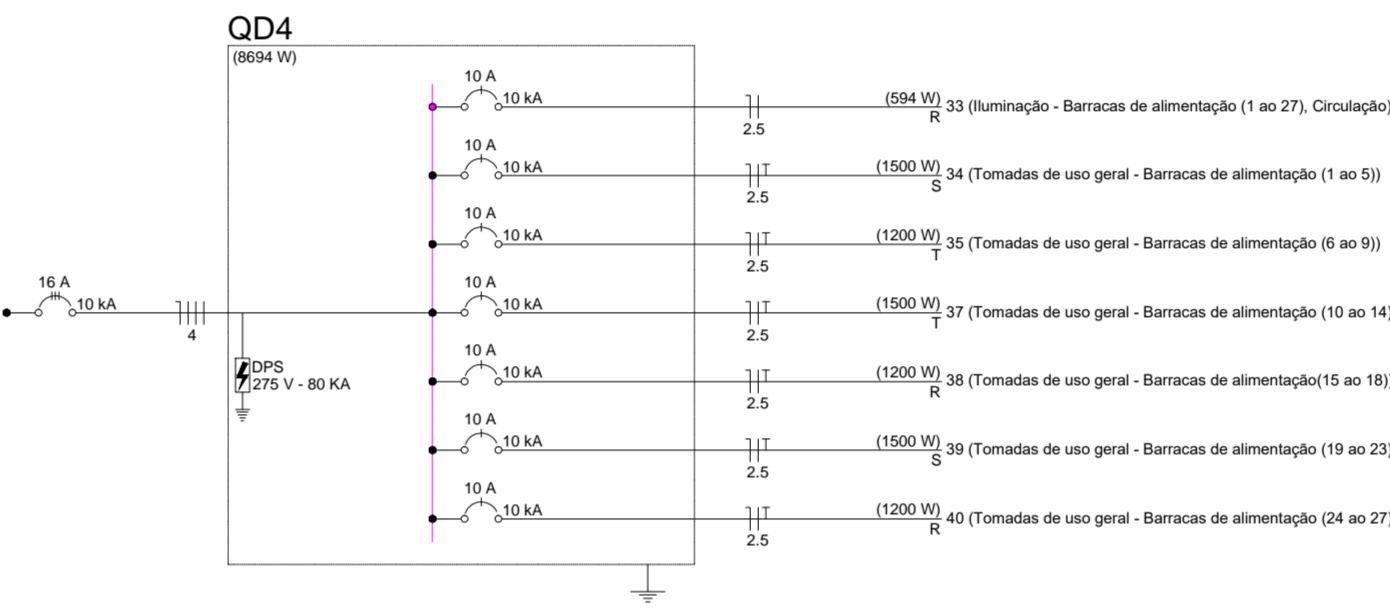 QD4
(8694 W)
10 A
10 kA
2.5
(594 W)
R
33 (Iluminação - Barracas de alimentação (1 ao 27), Circulação)
10 A
10 kA
T
2.5
(1500 W)
S
34 (Tomadas de uso geral - Barracas de alimentação (1 ao 5))
10 A
10 kA
T
2.5
(1200 W)
T
35 (Tomadas de uso geral - Barracas de alimentação (6 ao 9))
16 A
10 kA
4
10 A
10 kA
T
2.5
(1500 W)
T
37 (Tomadas de uso geral - Barracas de alimentação (10 ao 14)
DPS
275 V - 80 KA
10 A
10 kA
T
2.5
(1200 W)
R
38 (Tomadas de uso geral - Barracas de alimentação(15 ao 18))
10 A
10 kA
T
2.5
(1500 W)
S
39 (Tomadas de uso geral - Barracas de alimentação (19 ao 23)
10 A
10 kA
T
2.5
(1200 W)
R
40 (Tomadas de uso geral - Barracas de alimentação (24 ao 27)